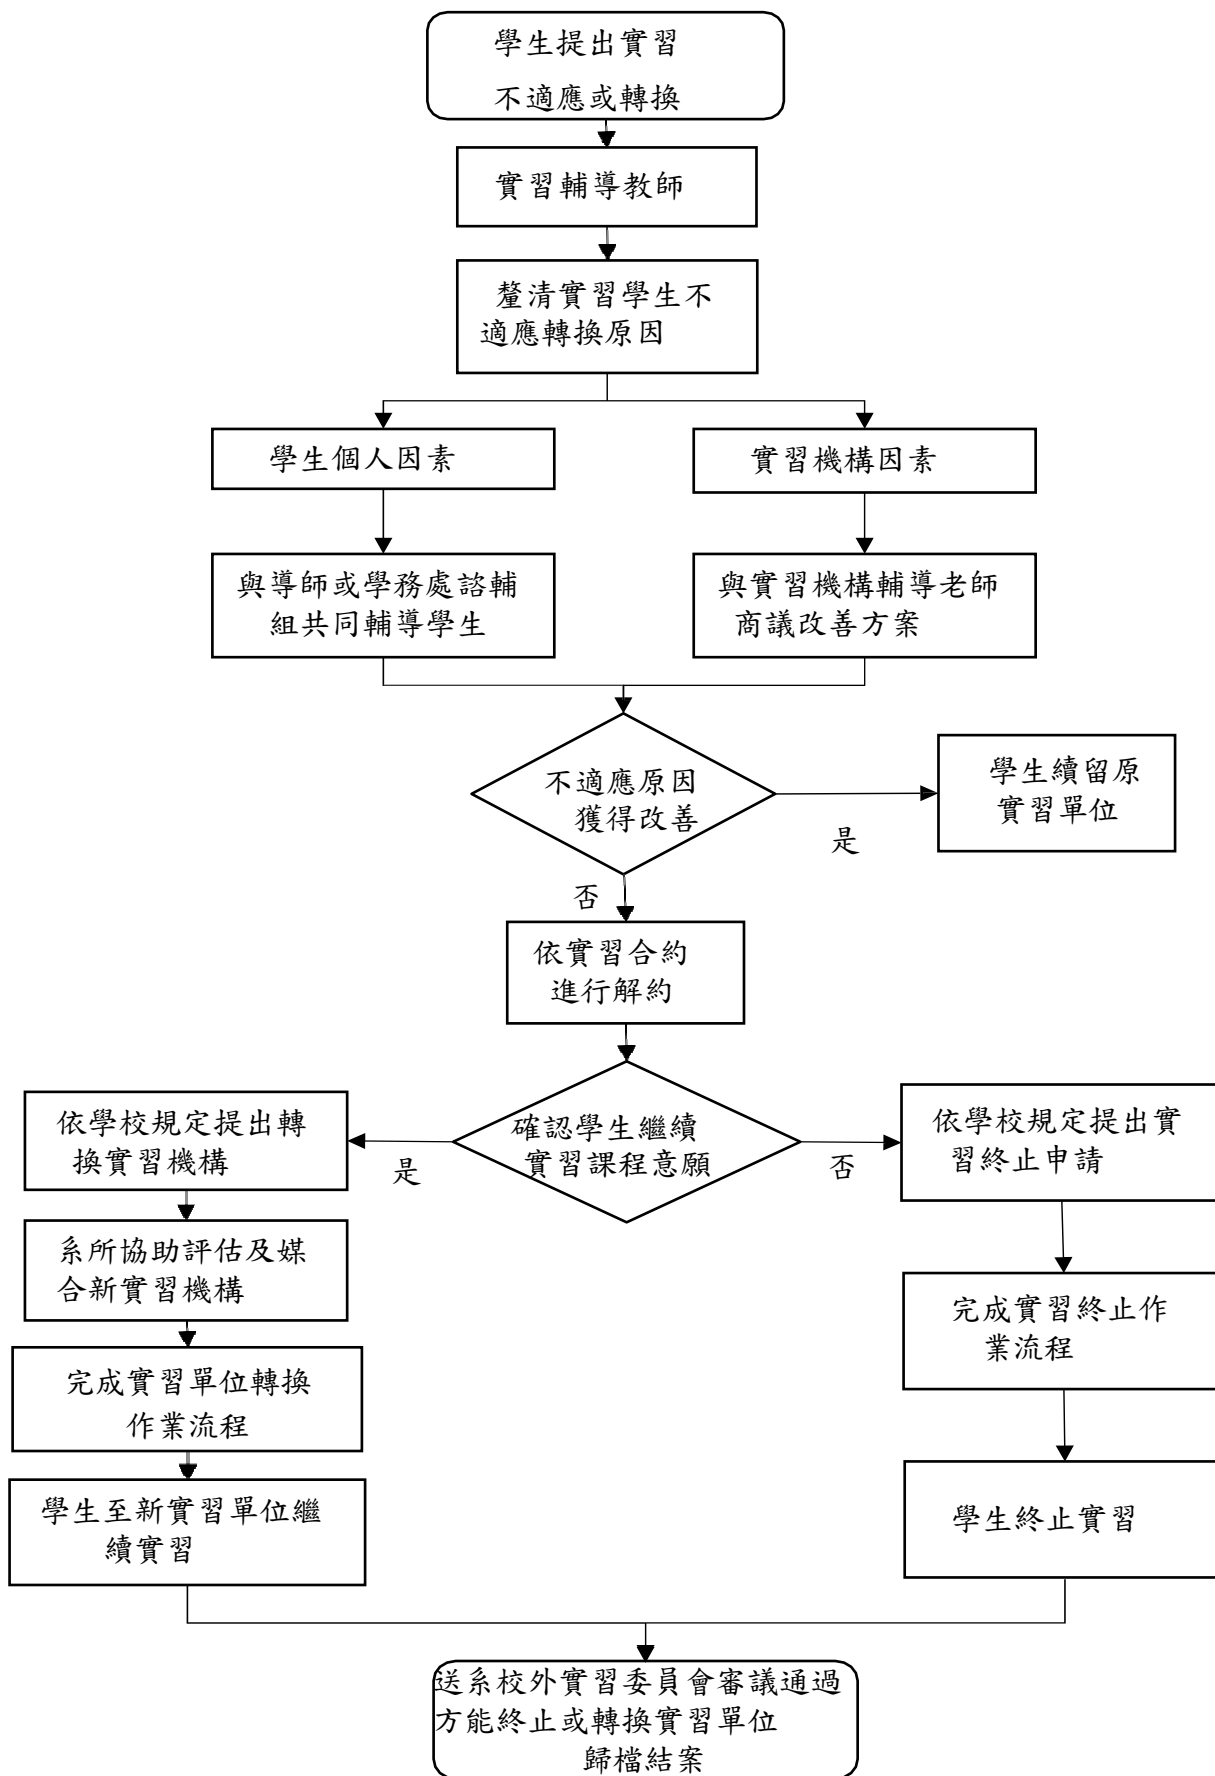 學生提出實習
不適應或轉換
實習輔導教師
釐清實習學生不
適應轉換原因
學生個人因素
實習機構因素
與導師或學務處諮輔
組共同輔導學生
與實習機構輔導老師
商議改善方案
不適應原因
獲得改善
是
學生續留原
實習單位
否
依實習合約
進行解約
確認學生繼續
實習課程意願
是
否
依學校規定提出轉
換實習機構
依學校規定提出實
習終止申請
系所協助評估及媒
合新實習機構
完成實習終止作
業流程
完成實習單位轉換
作業流程
學生至新實習單位繼
續實習
學生終止實習
送系校外實習委員會審議通過
方能終止或轉換實習單位
歸檔結案